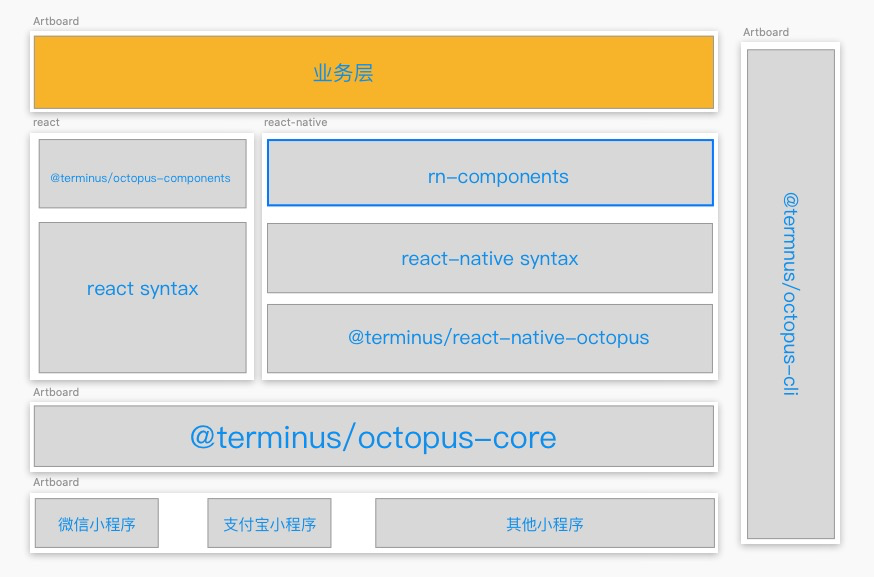 Artboard
业务层
react
@terminus/octopus-components
react syntax
react-native
rn-components
react-native syntax
@terminus/react-native-octopus
Artboard
@terminus/octopus-core
Artboard
微信小程序
支付宝小程序
其他小程序
Artboard
@termnus/octopus-cli